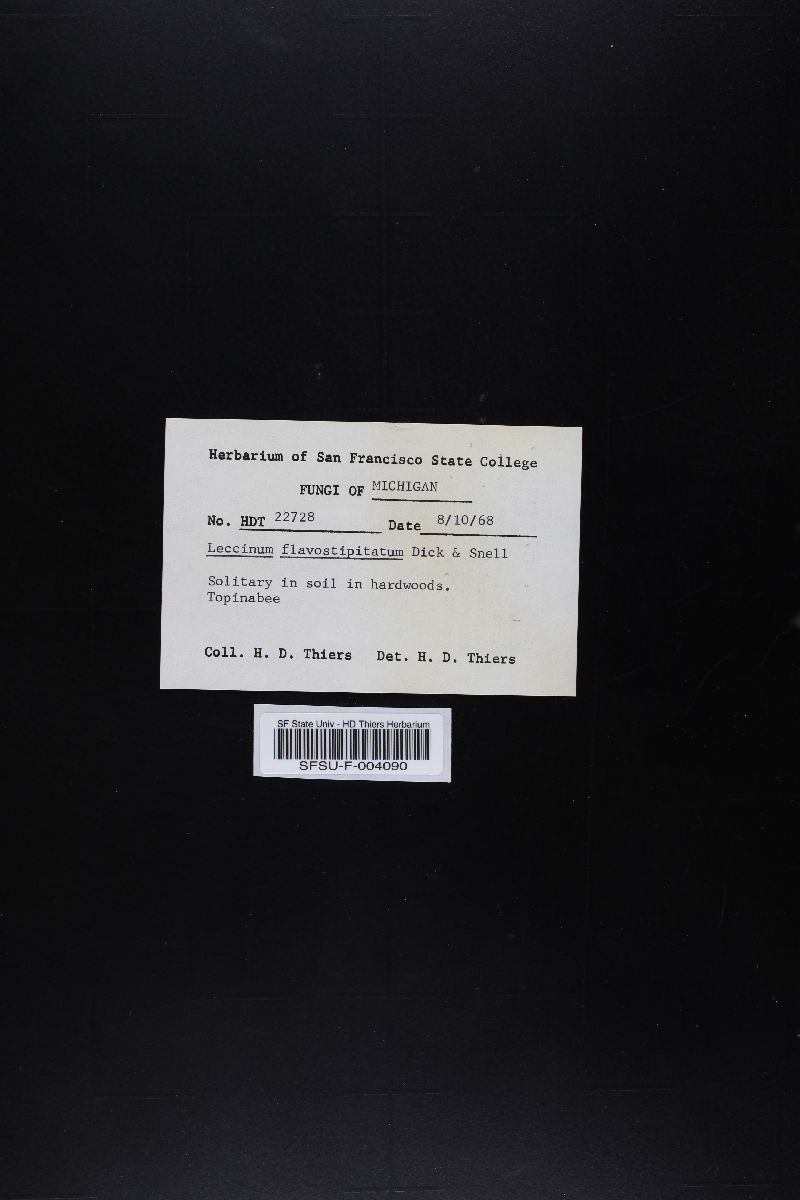 Herbarium of San Francisco State College
FUNGI OF MICHIGAN
No. HDT 22728 Date 8/10/68
Leccinum flavostipitatum Dick & Snell
Solitary in soil in hardwoods.
Topinabee
Coll. H. D. Thiers Det. H. D. Thiers
SF State Univ - HD Thiers Herbarium
SFSU-F-004090